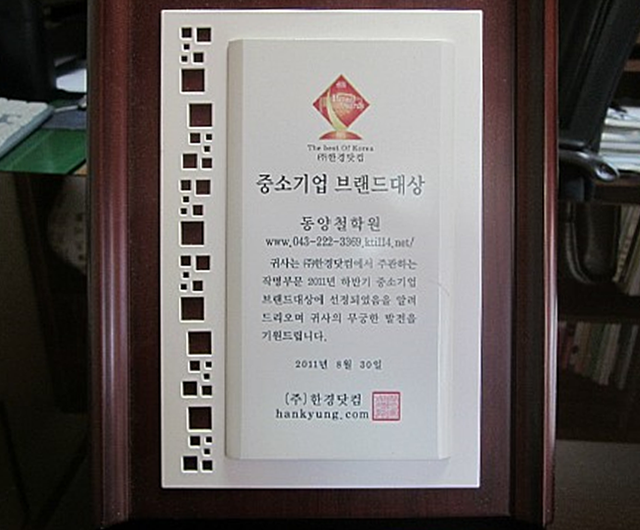 Brand
Awards
The best Of Korea
㈜한경닷컴
중소기업 브랜드대상
동양철학원
www.043-222-3369.kti114.net/
귀사는 ㈜한경닷컴에서 주관하는
작명부문 2011년 하반기 중소기업
브랜드대상에 선정되었음을 알려
드리오며 귀사의 무궁한 발전을
기원드립니다.
2011년 8월 30일
(주)한경닷컴
hankyung.com